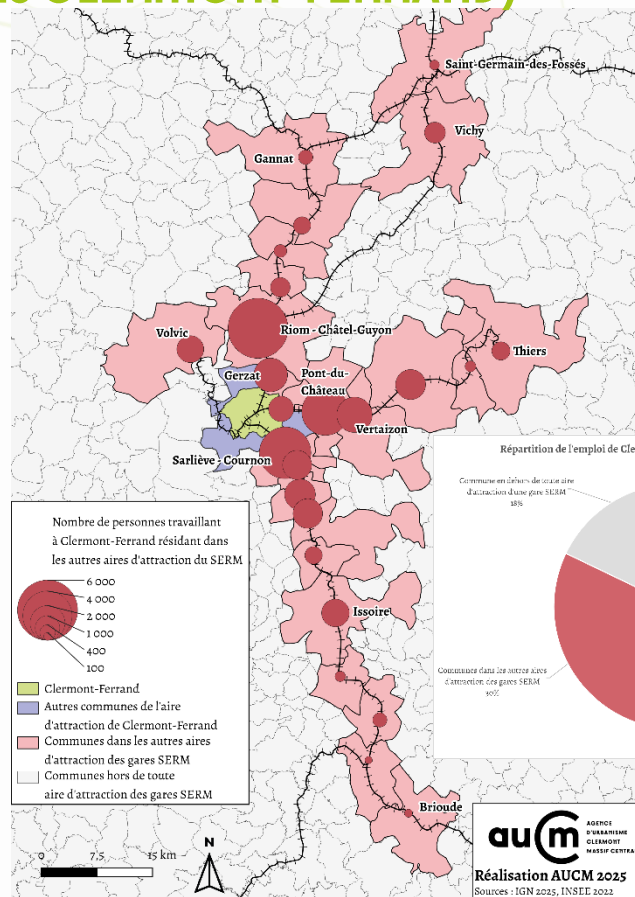 Saint-Germain-des-Fossés
Vichy
Gannat
Riom - Châtel-Guyon
Volvic
Thiers
Gerzat
Pont-du-
Château
Vertaizon
Sarliève - Cournon
Issoire
Brioude
Répartition de l'emploi de Cle
Commune en dehors de toute aire
d'attraction d'une gare SERM
18%
Communes dans les autres aires
d'attraction des gares SERM
30%
Nombre de personnes travaillant
à Clermont-Ferrand résidant dans
les autres aires d'attraction du SERM
6 000
4 000
2 000
1 000
400
100
Clermont-Ferrand
Autres communes de l'aire
d'attraction de Clermont-Ferrand
Communes dans les autres aires
d'attraction des gares SERM
Communes hors de toute
aire d'attraction des gares SERM
0 7,5 15 km
N
aucm
AGENCE
D'URBANISME
CLERMONT
MASSIF CENTRAL
Réalisation AUCM 2025
Sources : IGN 2025, INSEE 2022